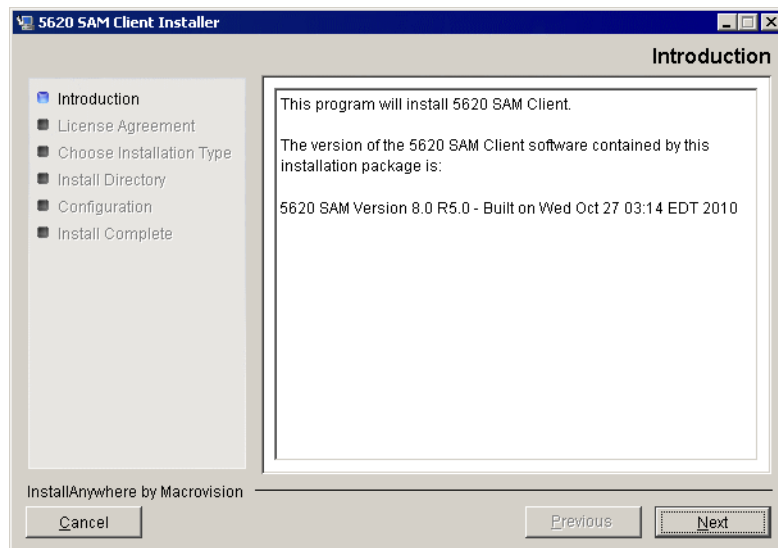 5620 SAM Client Installer
Introduction
Introduction
License Agreement
Choose Installation Type
Install Directory
Configuration
Install Complete
This program will install 5620 SAM Client.
The version of the 5620 SAM Client software contained by this
installation package is:
5620 SAM Version 8.0 R5.0 - Built on Wed Oct 27 03:14 EDT 2010
InstallAnywhere by Macrovision
Cancel
Previous
Next